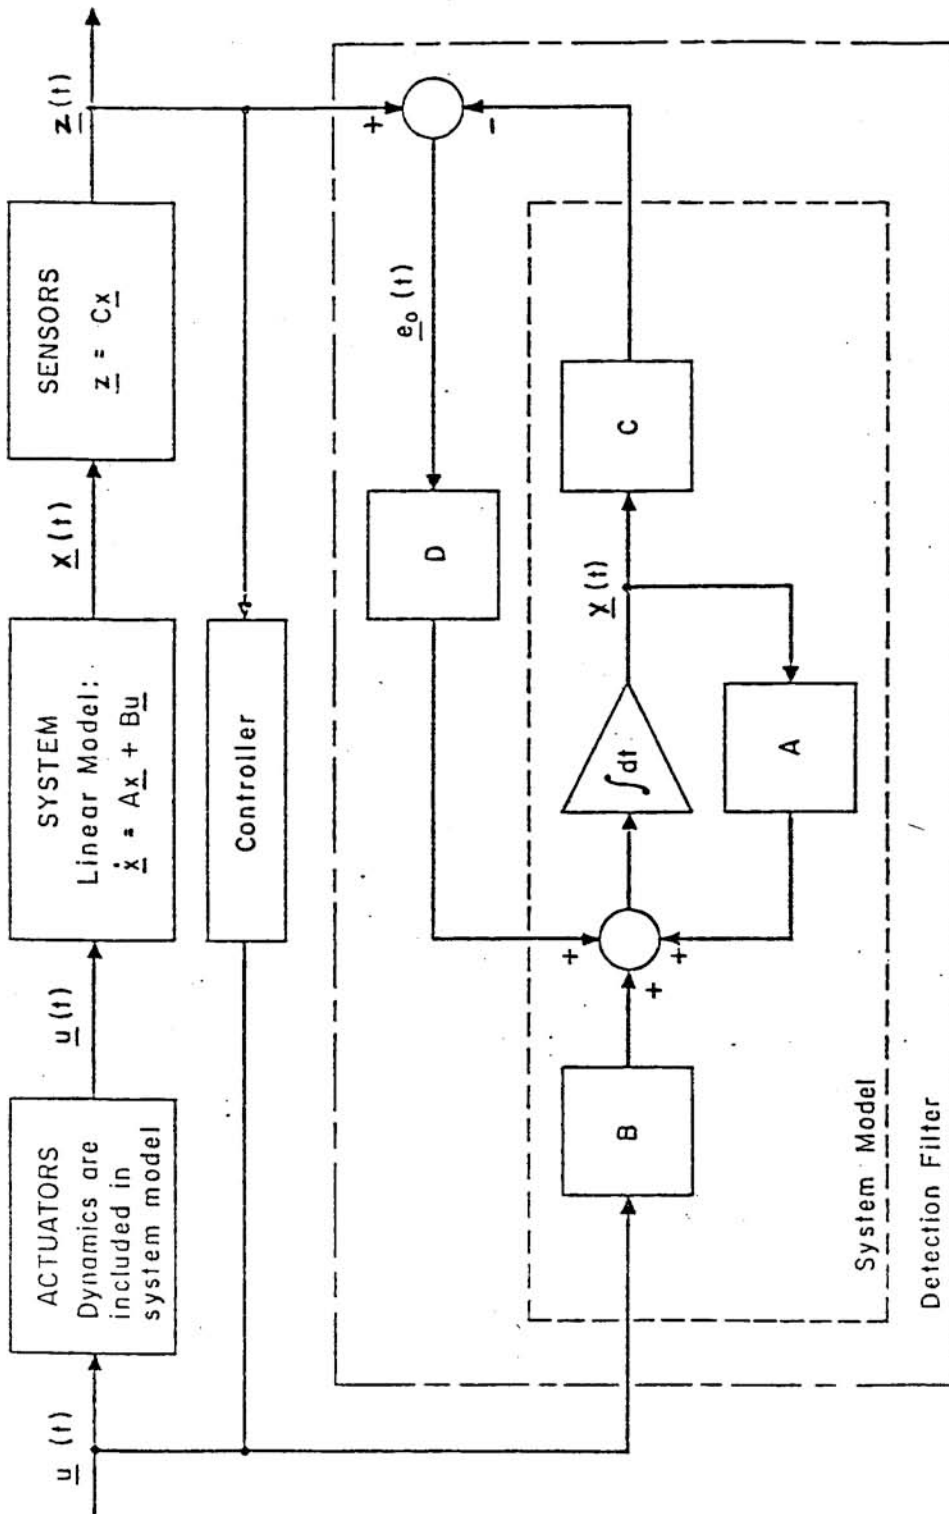 u(t)
ACTUATORS
Dynamics are
included in
system model
u(t)
SYSTEM
Linear Model:
ẋ = Ax + Bu
x(t)
SENSORS
z = Cx
z(t)
Controller
+
-
e₀(t)
D
B
+
+
+
∫dt
y(t)
C
A
System Model
Detection Filter